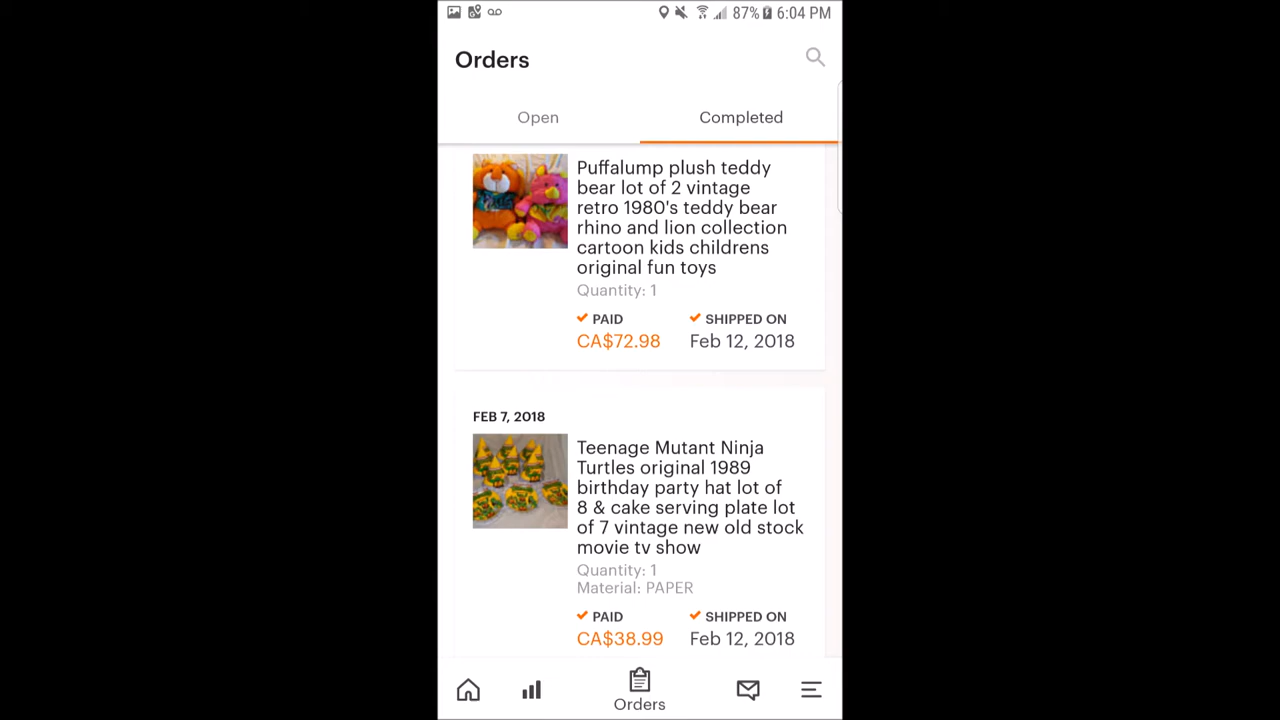 87% 6:04 PM
Orders
Open
Completed
Puffalump plush teddy
bear lot of 2 vintage
retro 1980's teddy bear
rhino and lion collection
cartoon kids childrens
original fun toys
Quantity: 1
PAID
SHIPPED ON
CA$72.98
Feb 12, 2018
FEB 7, 2018
Teenage Mutant Ninja
Turtles original 1989
birthday party hat lot of
8 & cake serving plate lot
of 7 vintage new old stock
movie tv show
Quantity: 1
Material: PAPER
PAID
SHIPPED ON
CA$38.99
Feb 12, 2018
Orders